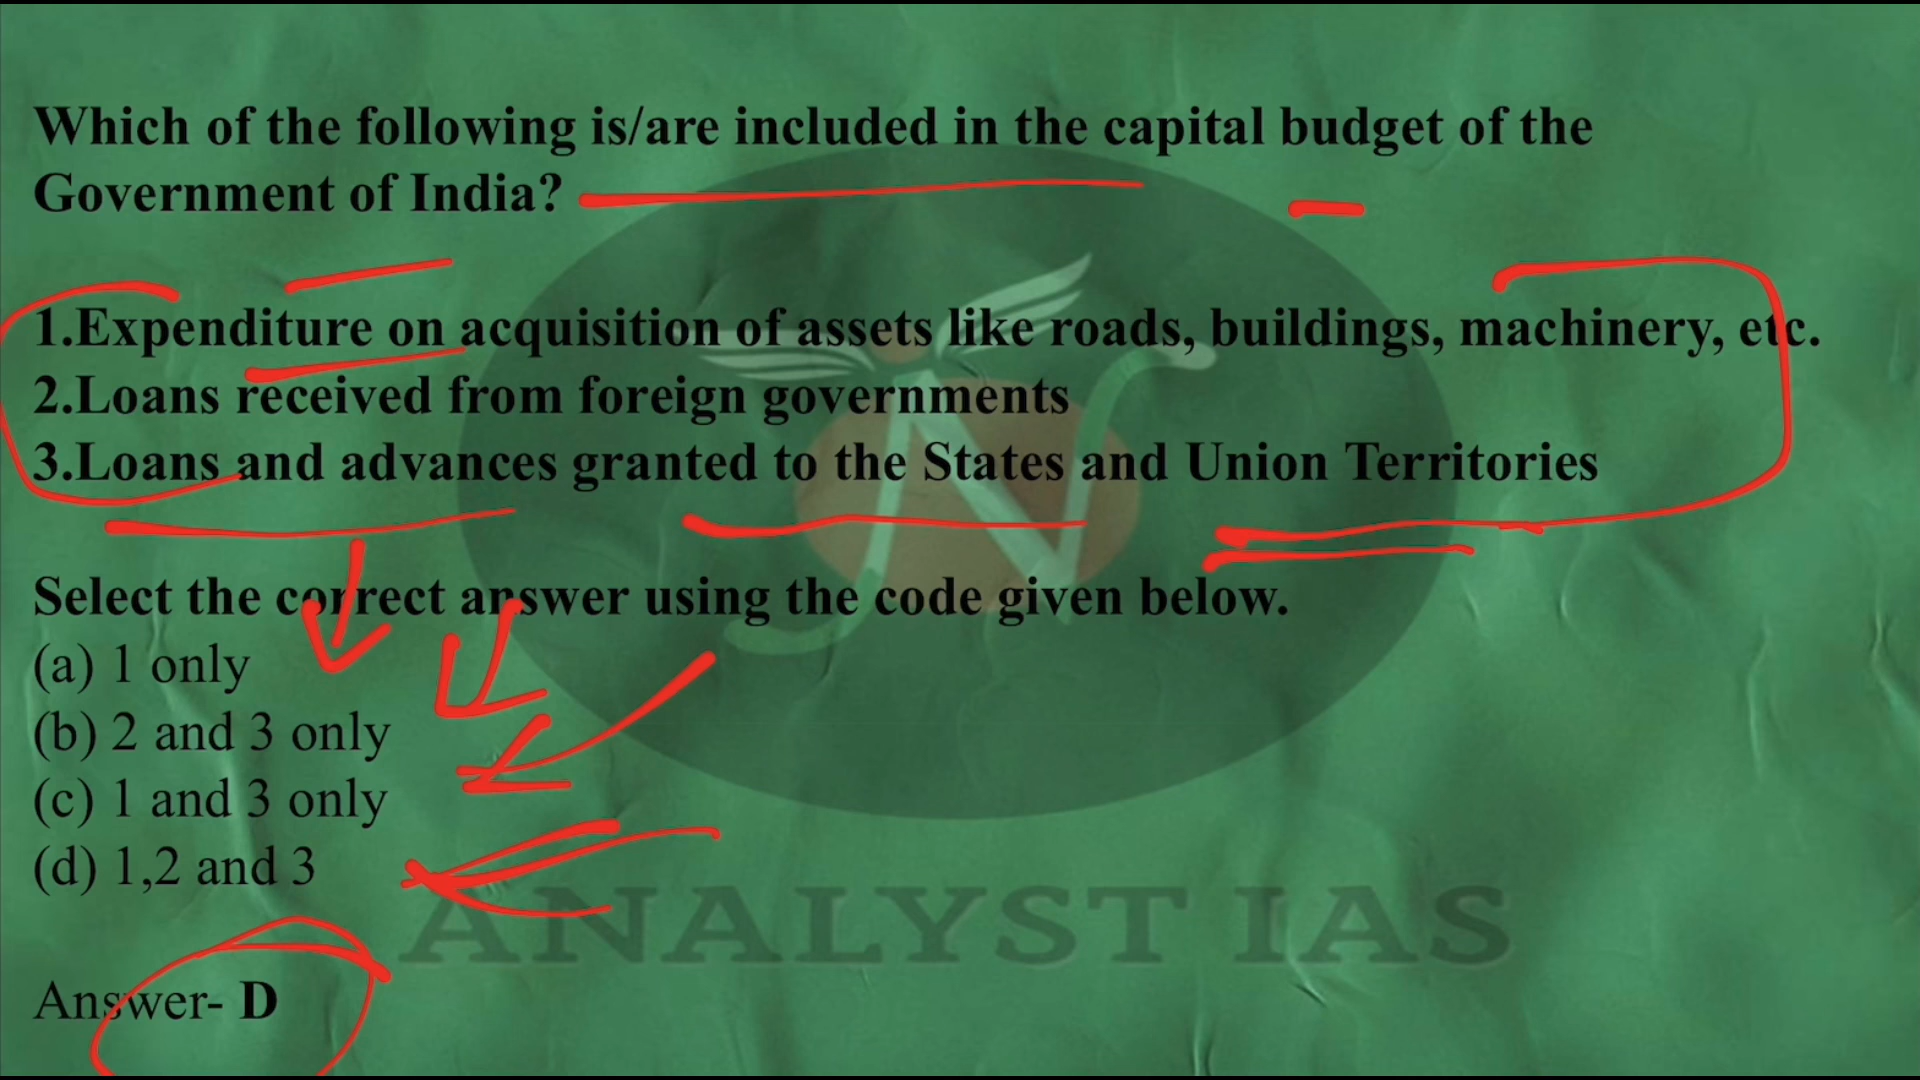 Which of the following is/are included in the capital budget of the
Government of India?
1.Expenditure on acquisition of assets like roads, buildings, machinery, etc.
2.Loans received from foreign governments
3.Loans and advances granted to the States and Union Territories
Select the correct answer using the code given below.
(a) 1 only
(b) 2 and 3 only
(c) 1 and 3 only
(d) 1,2 and 3
ANALYST IAS
Answer- D